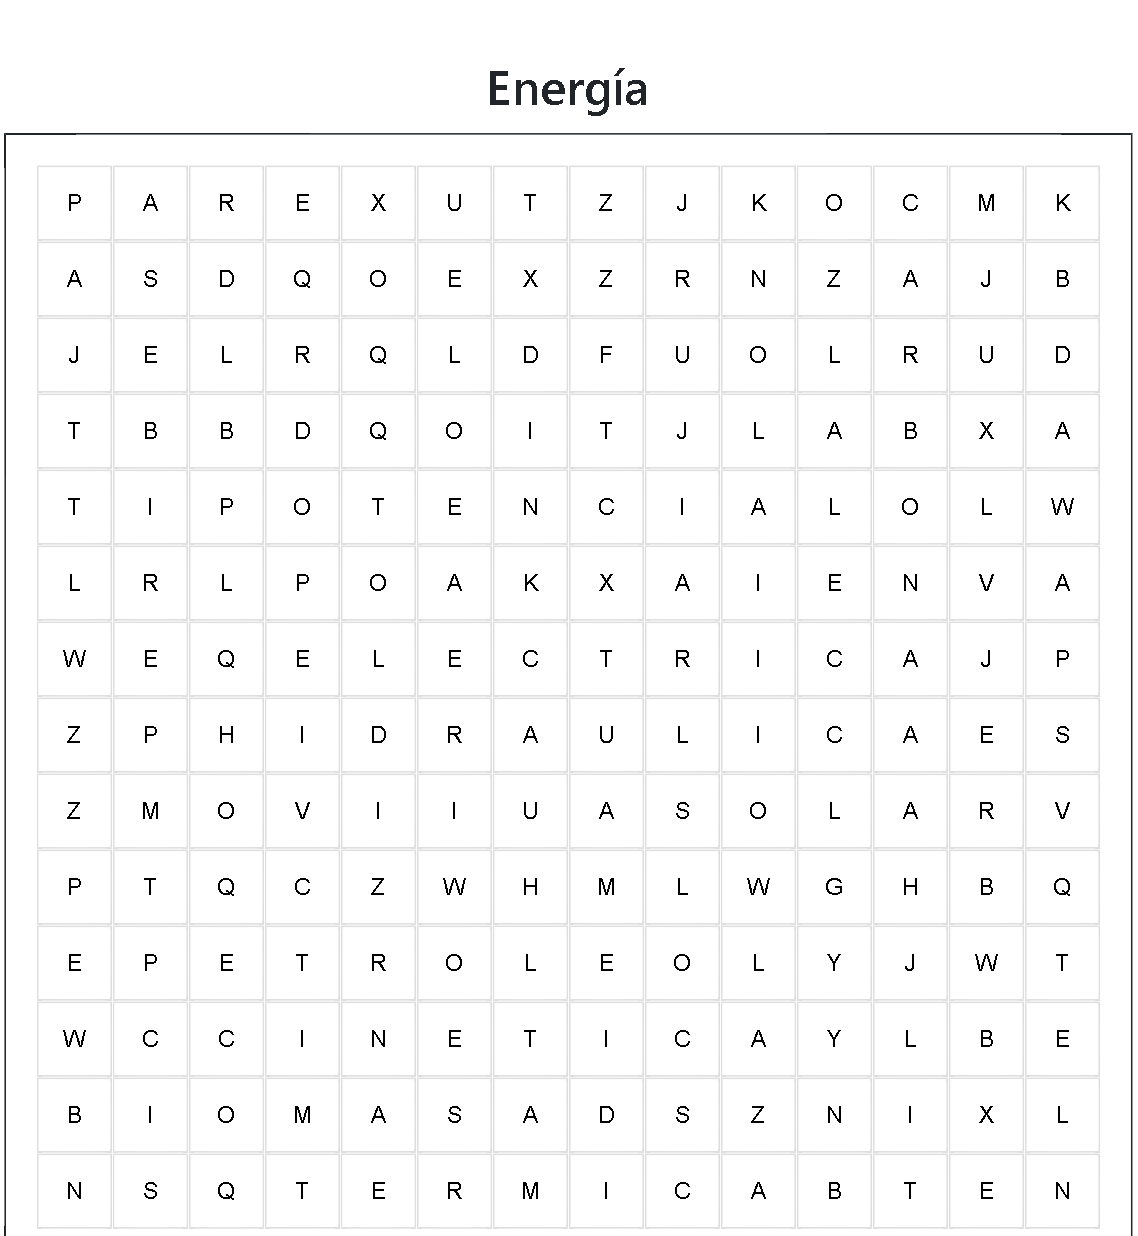 Energía
P A R E X U T Z J K O C M K
A S D Q O E X Z R N Z A J B
J E L R Q L D F U O L R U D
T B B D Q O I T J L A B X A
T I P O T E N C I A L O L W
L R L P O A K X A I E N V A
W E Q E L E C T R I C A J P
Z P H I D R A U L I C A E S
Z M O V I I U A S O L A R V
P T Q C Z W H M L W G H B Q
E P E T R O L E O L Y J W T
W C C I N E T I C A Y L B E
B I O M A S A D S Z N I X L
N S Q T E R M I C A B T E N